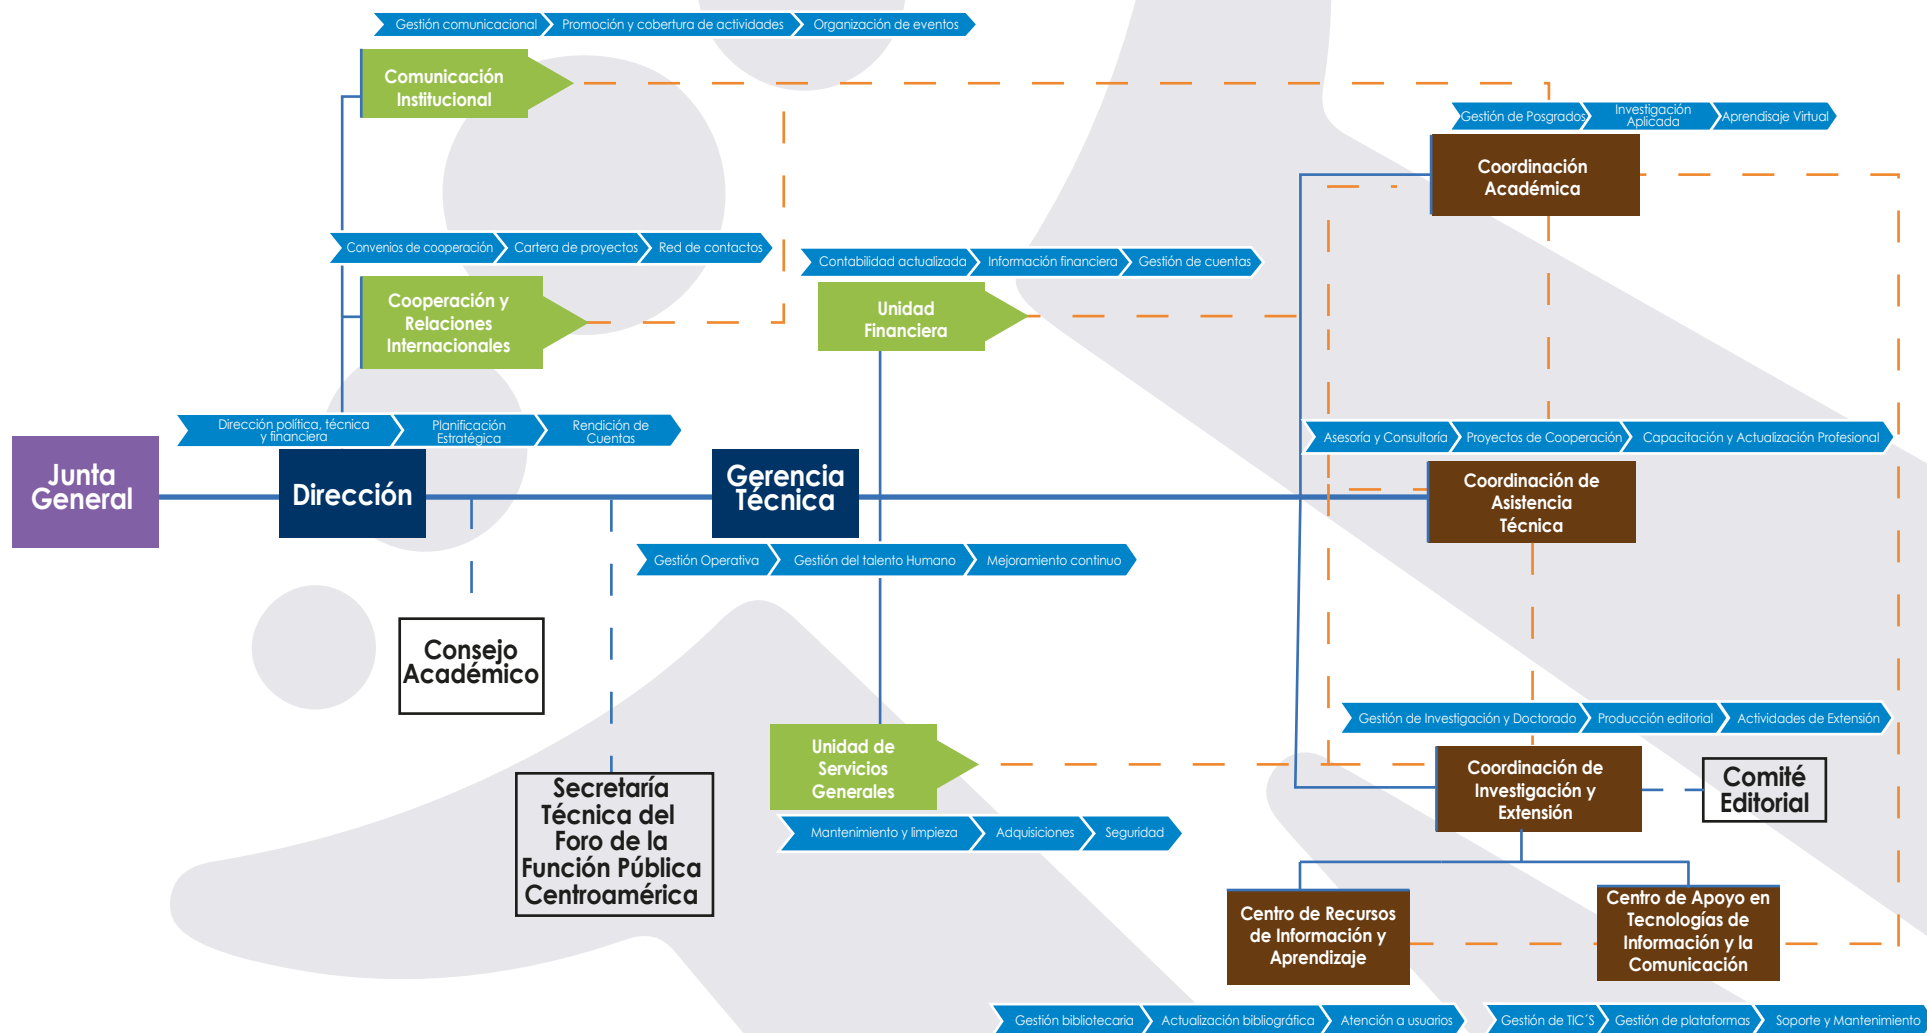 Gestión comunicacional
Promoción y cobertura de actividades
Organización de eventos
Comunicación
Institucional
Gestión de Posgrados
Investigación
Aplicada
Aprendisaje Virtual
Coordinación
Académica
Convenios de cooperación
Cartera de proyectos
Red de contactos
Cooperación y
Relaciones
Internacionales
Contabilidad actualizada
Información financiera
Gestión de cuentas
Unidad
Financiera
Dirección política, técnica
y financiera
Planificación
Estratégica
Rendición de
Cuentas
Junta
General
Dirección
Gerencia
Técnica
Asesoría y Consultoría
Proyectos de Cooperación
Capacitación y Actualización Profesional
Coordinación de
Asistencia
Técnica
Gestión Operativa
Gestión del talento Humano
Mejoramiento continuo
Consejo
Académico
Secretaría
Técnica del
Foro de la
Función Pública
Centroamérica
Unidad de
Servicios
Generales
Mantenimiento y limpieza
Adquisiciones
Seguridad
Gestión de Investigación y Doctorado
Producción editorial
Actividades de Extensión
Coordinación de
Investigación y
Extensión
Comité
Editorial
Centro de Recursos
de Información y
Aprendizaje
Centro de Apoyo en
Tecnologías de
Información y la
Comunicación
Gestión bibliotecaria
Actualización bibliográfica
Atención a usuarios
Gestión de TIC´S
Gestión de plataformas
Soporte y Mantenimiento